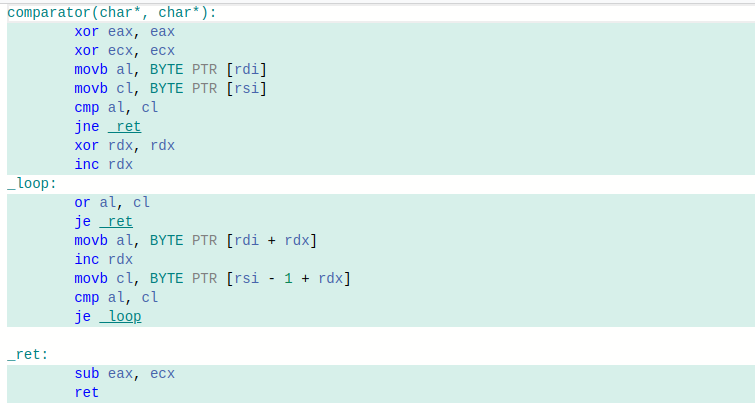 comparator(char*, char*):
xor eax, eax
xor ecx, ecx
movb al, BYTE PTR [rdi]
movb cl, BYTE PTR [rsi]
cmp al, cl
jne _ret
xor rdx, rdx
inc rdx
_loop:
or al, cl
je _ret
movb al, BYTE PTR [rdi + rdx]
inc rdx
movb cl, BYTE PTR [rsi - 1 + rdx]
cmp al, cl
je _loop
_ret:
sub eax, ecx
ret